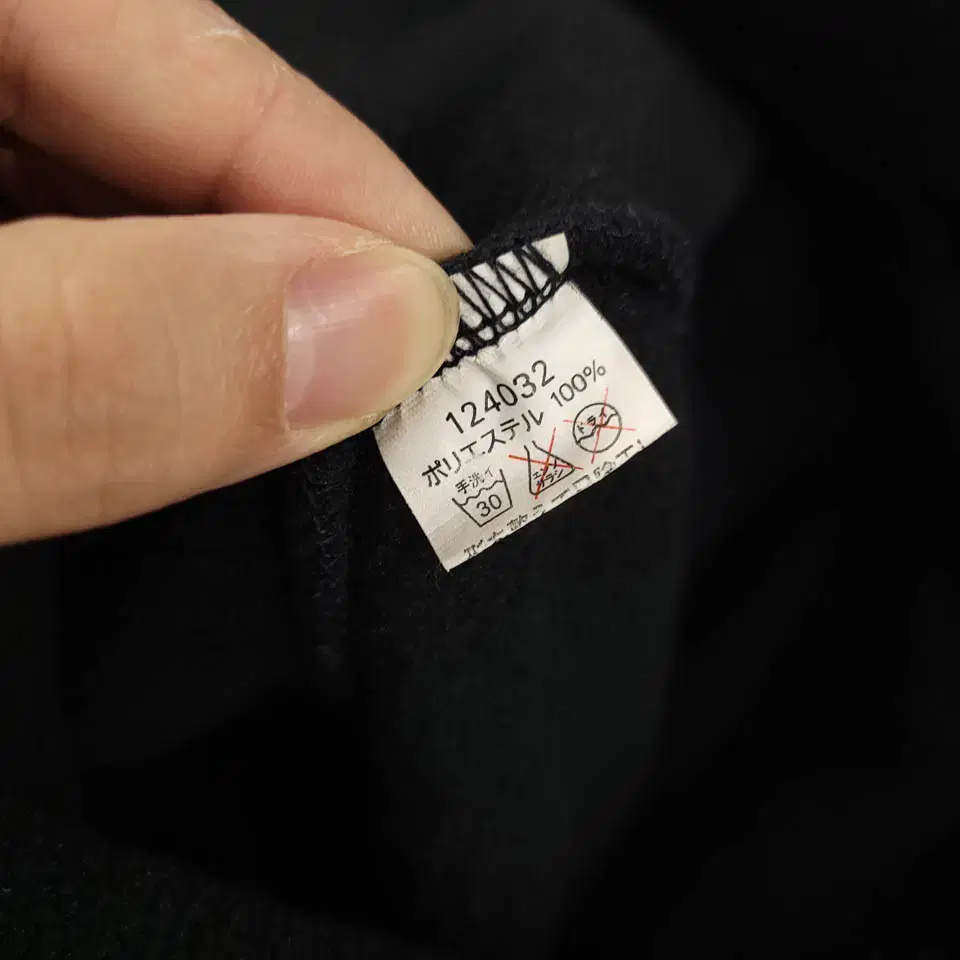 124032
ポリエステル 100%
手洗イ
30
エンソ
サラシ
ドライ